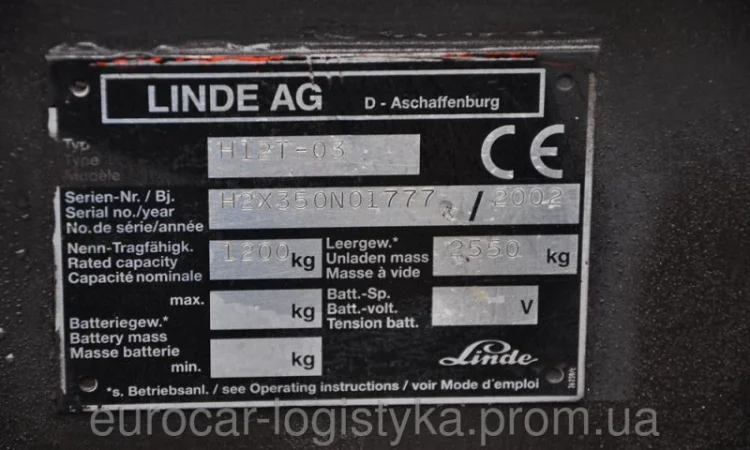 LINDE AG D - Aschaffenburg
Typ H12T-03
Type
Modèle
CE
Serien-Nr. / Bj. H2X350N01777 / 2002
Serial no./year
No.de série/année
Nenn-Tragfähigk. 1200 kg Leergew.* 2550 kg
Rated capacity Unladen mass
Capacité nominale Masse à vide
max. kg Batt.-Sp. V
Batt.-volt.
Tension batt.
Batteriegew.*
Battery mass
Masse batterie
min. kg
Linde
*s. Betriebsanl. / see Operating instructions / voir Mode d'emploi
eurocar-logistyka.prom.ua